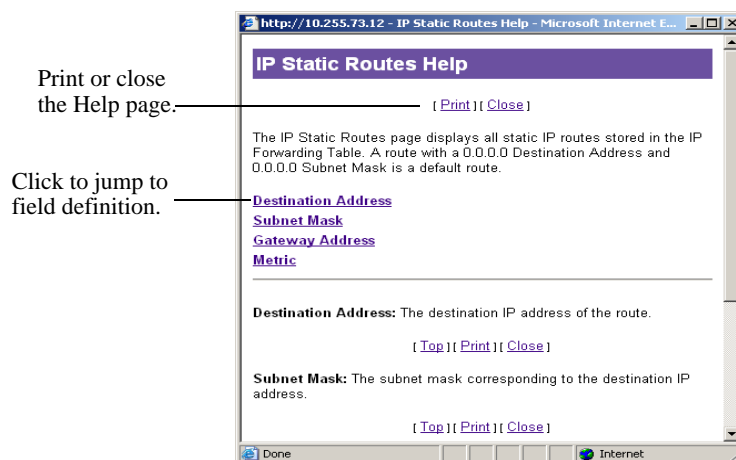 http://10.255.73.12 - IP Static Routes Help - Microsoft Internet E...
IP Static Routes Help
Print or close
the Help page.
[ Print ] [ Close ]
The IP Static Routes page displays all static IP routes stored in the IP
Forwarding Table. A route with a 0.0.0.0 Destination Address and
0.0.0.0 Subnet Mask is a default route.
Click to jump to
field definition.
Destination Address
Subnet Mask
Gateway Address
Metric
Destination Address: The destination IP address of the route.
[ Top ] [ Print ] [ Close ]
Subnet Mask: The subnet mask corresponding to the destination IP
address.
[ Top ] [ Print ] [ Close ]
Done
Internet